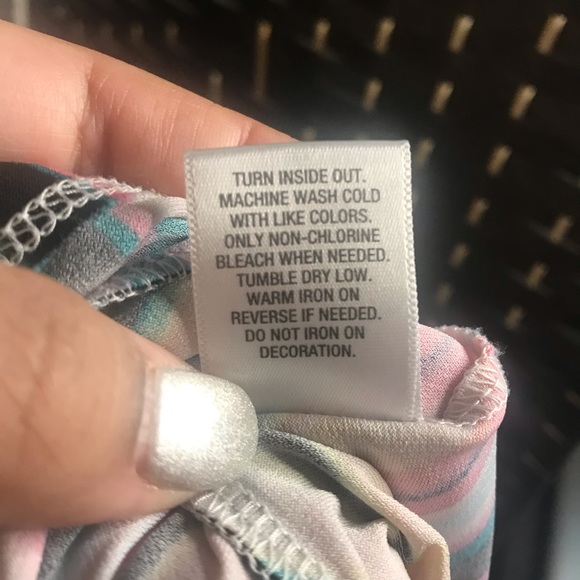 TURN INSIDE OUT.
MACHINE WASH COLD
WITH LIKE COLORS.
ONLY NON-CHLORINE
BLEACH WHEN NEEDED.
TUMBLE DRY LOW.
WARM IRON ON
REVERSE IF NEEDED.
DO NOT IRON ON
DECORATION.